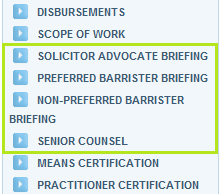 DISBURSEMENTS
SCOPE OF WORK
SOLICITOR ADVOCATE BRIEFING
PREFERRED BARRISTER BRIEFING
NON-PREFERRED BARRISTER
BRIEFING
SENIOR COUNSEL
MEANS CERTIFICATION
PRACTITIONER CERTIFICATION